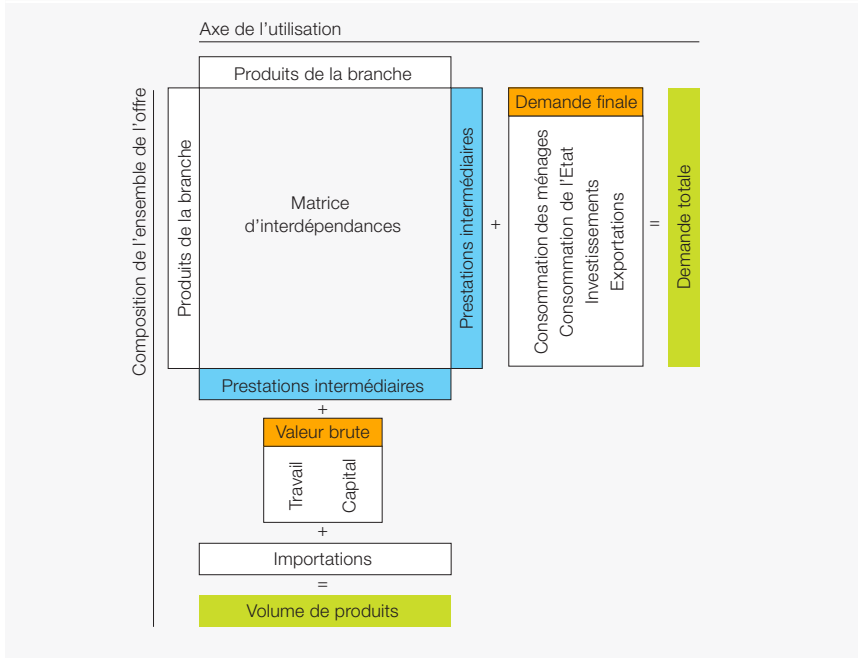 Axe de l’utilisation
Composition de l’ensemble de l’offre
Produits de la branche
Produits de la branche
Matrice
d’interdépendances
Prestations intermédiaires
+
Demande finale
Consommation des ménages
Consommation de l’Etat
Investissements
Exportations
=
Demande totale
Prestations intermédiaires
+
Valeur brute
Travail
Capital
+
Importations
=
Volume de produits